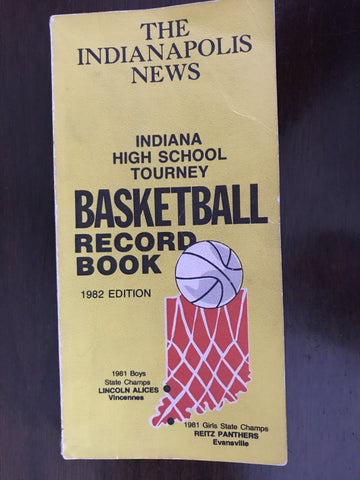 THE
INDIANAPOLIS
NEWS
INDIANA
HIGH SCHOOL
TOURNEY
BASKETBALL
RECORD
BOOK
1982 EDITION
1981 Boys
State Champs
LINCOLN ALICES
Vincennes
1981 Girls State Champs
REITZ PANTHERS
Evansville